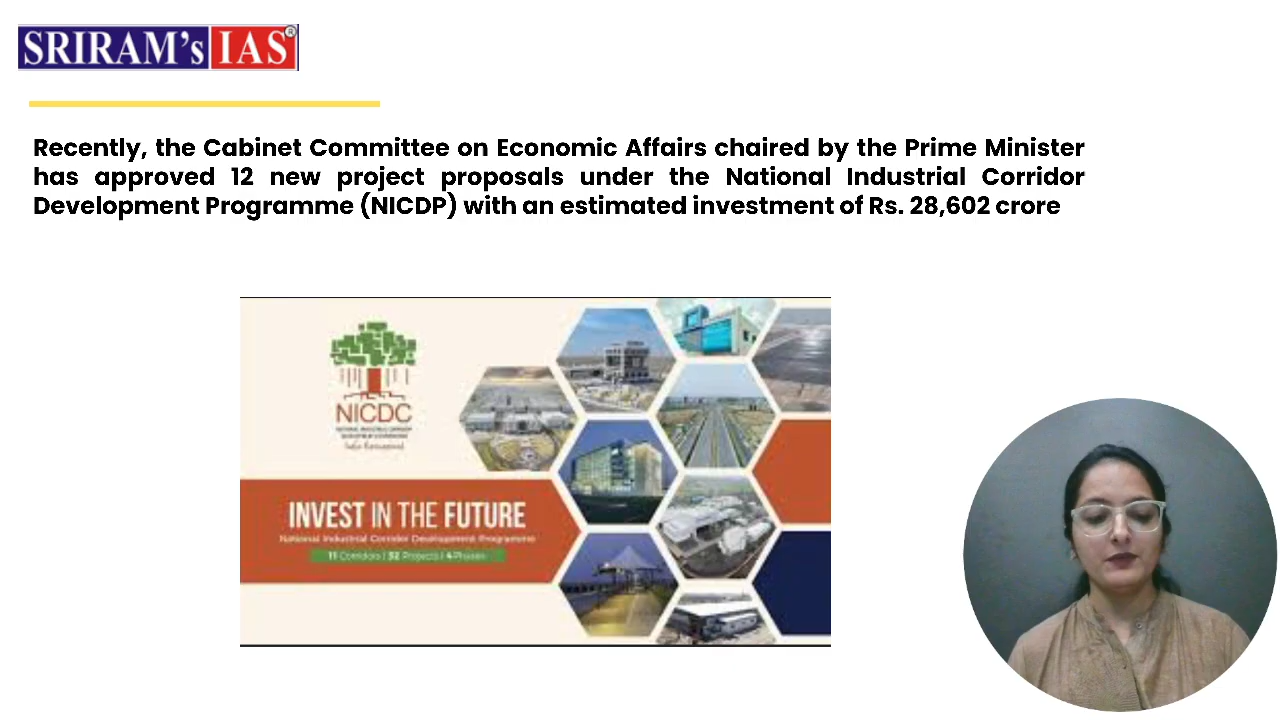 SRIRAM's IAS®
Recently, the Cabinet Committee on Economic Affairs chaired by the Prime Minister
has approved 12 new project proposals under the National Industrial Corridor
Development Programme (NICDP) with an estimated investment of Rs. 28,602 crore
NICDC
INVEST IN THE FUTURE
National Industrial Corridor Development Programme
11 Corridors | 32 Projects | 4 Phases